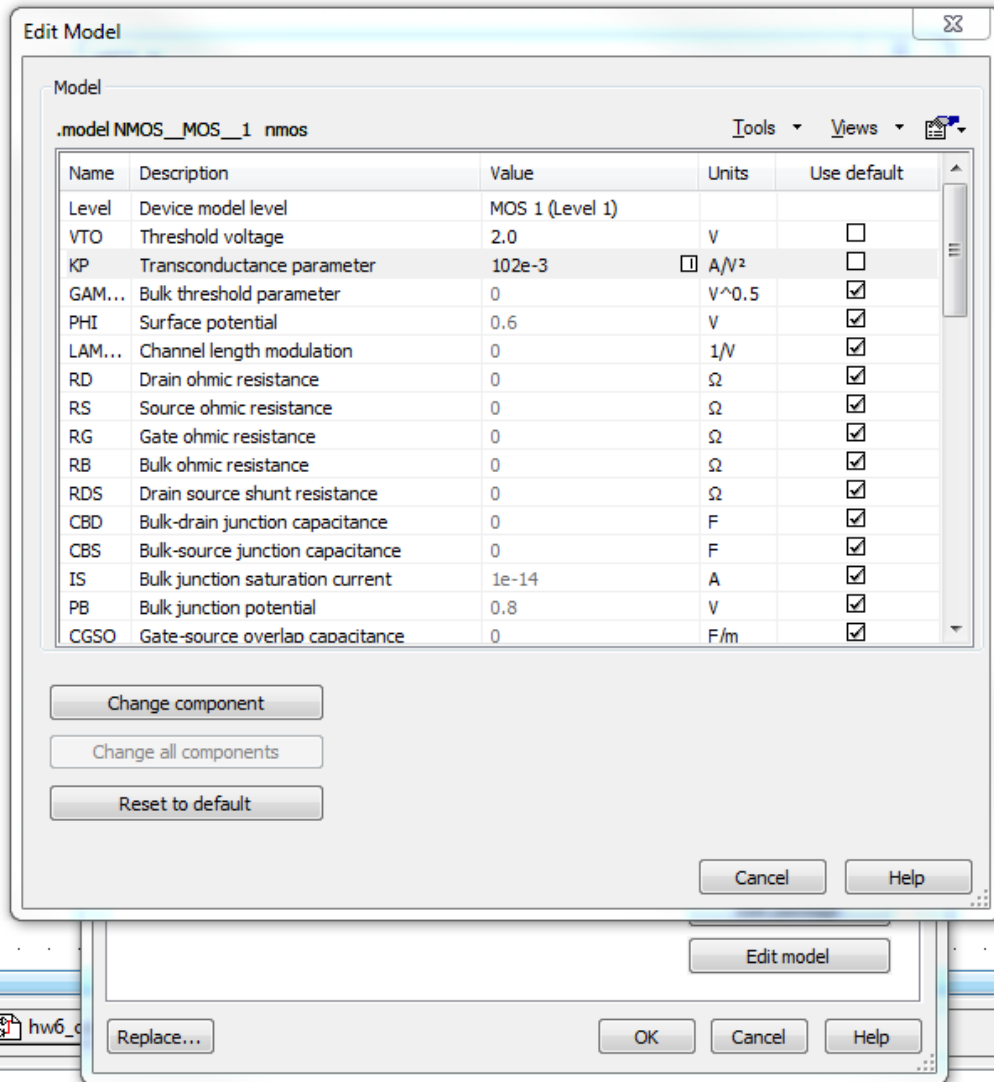 Edit Model
Model
.model NMOS__MOS__1 nmos Tools Views
Name Description Value Units Use default
Level Device model level MOS 1 (Level 1)
VTO Threshold voltage 2.0 V
KP Transconductance parameter 102e-3 A/V²
GAM... Bulk threshold parameter 0 V^0.5
PHI Surface potential 0.6 V
LAM... Channel length modulation 0 1/V
RD Drain ohmic resistance 0 Ω
RS Source ohmic resistance 0 Ω
RG Gate ohmic resistance 0 Ω
RB Bulk ohmic resistance 0 Ω
RDS Drain source shunt resistance 0 Ω
CBD Bulk-drain junction capacitance 0 F
CBS Bulk-source junction capacitance 0 F
IS Bulk junction saturation current 1e-14 A
PB Bulk junction potential 0.8 V
CGSO Gate-source overlap capacitance 0 F/m
Change component
Change all components
Reset to default
Cancel Help
Edit model
hw6_
Replace... OK Cancel Help